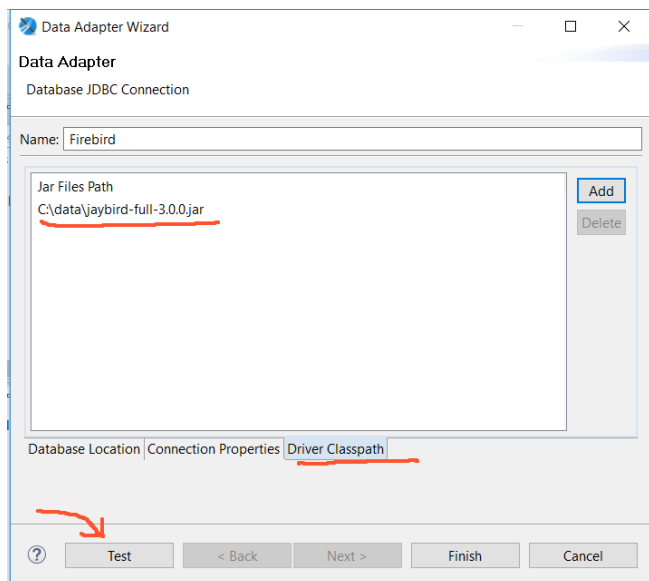 Data Adapter Wizard
Data Adapter
Database JDBC Connection
Name: Firebird
Jar Files Path
C:\data\jaybird-full-3.0.0.jar
Add
Delete
Database Location Connection Properties Driver Classpath
? Test < Back Next > Finish Cancel